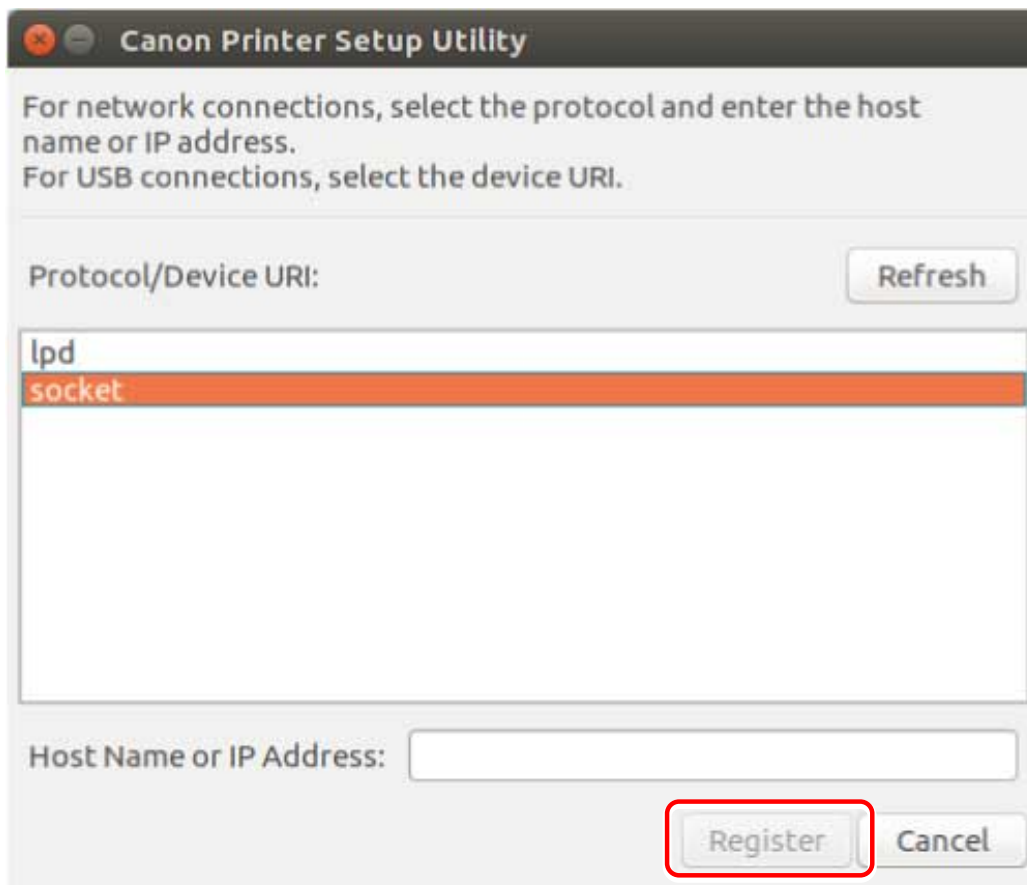 Canon Printer Setup Utility
For network connections, select the protocol and enter the host
name or IP address.
For USB connections, select the device URI.
Protocol/Device URI:
Refresh
lpd
socket
Host Name or IP Address:
Register
Cancel